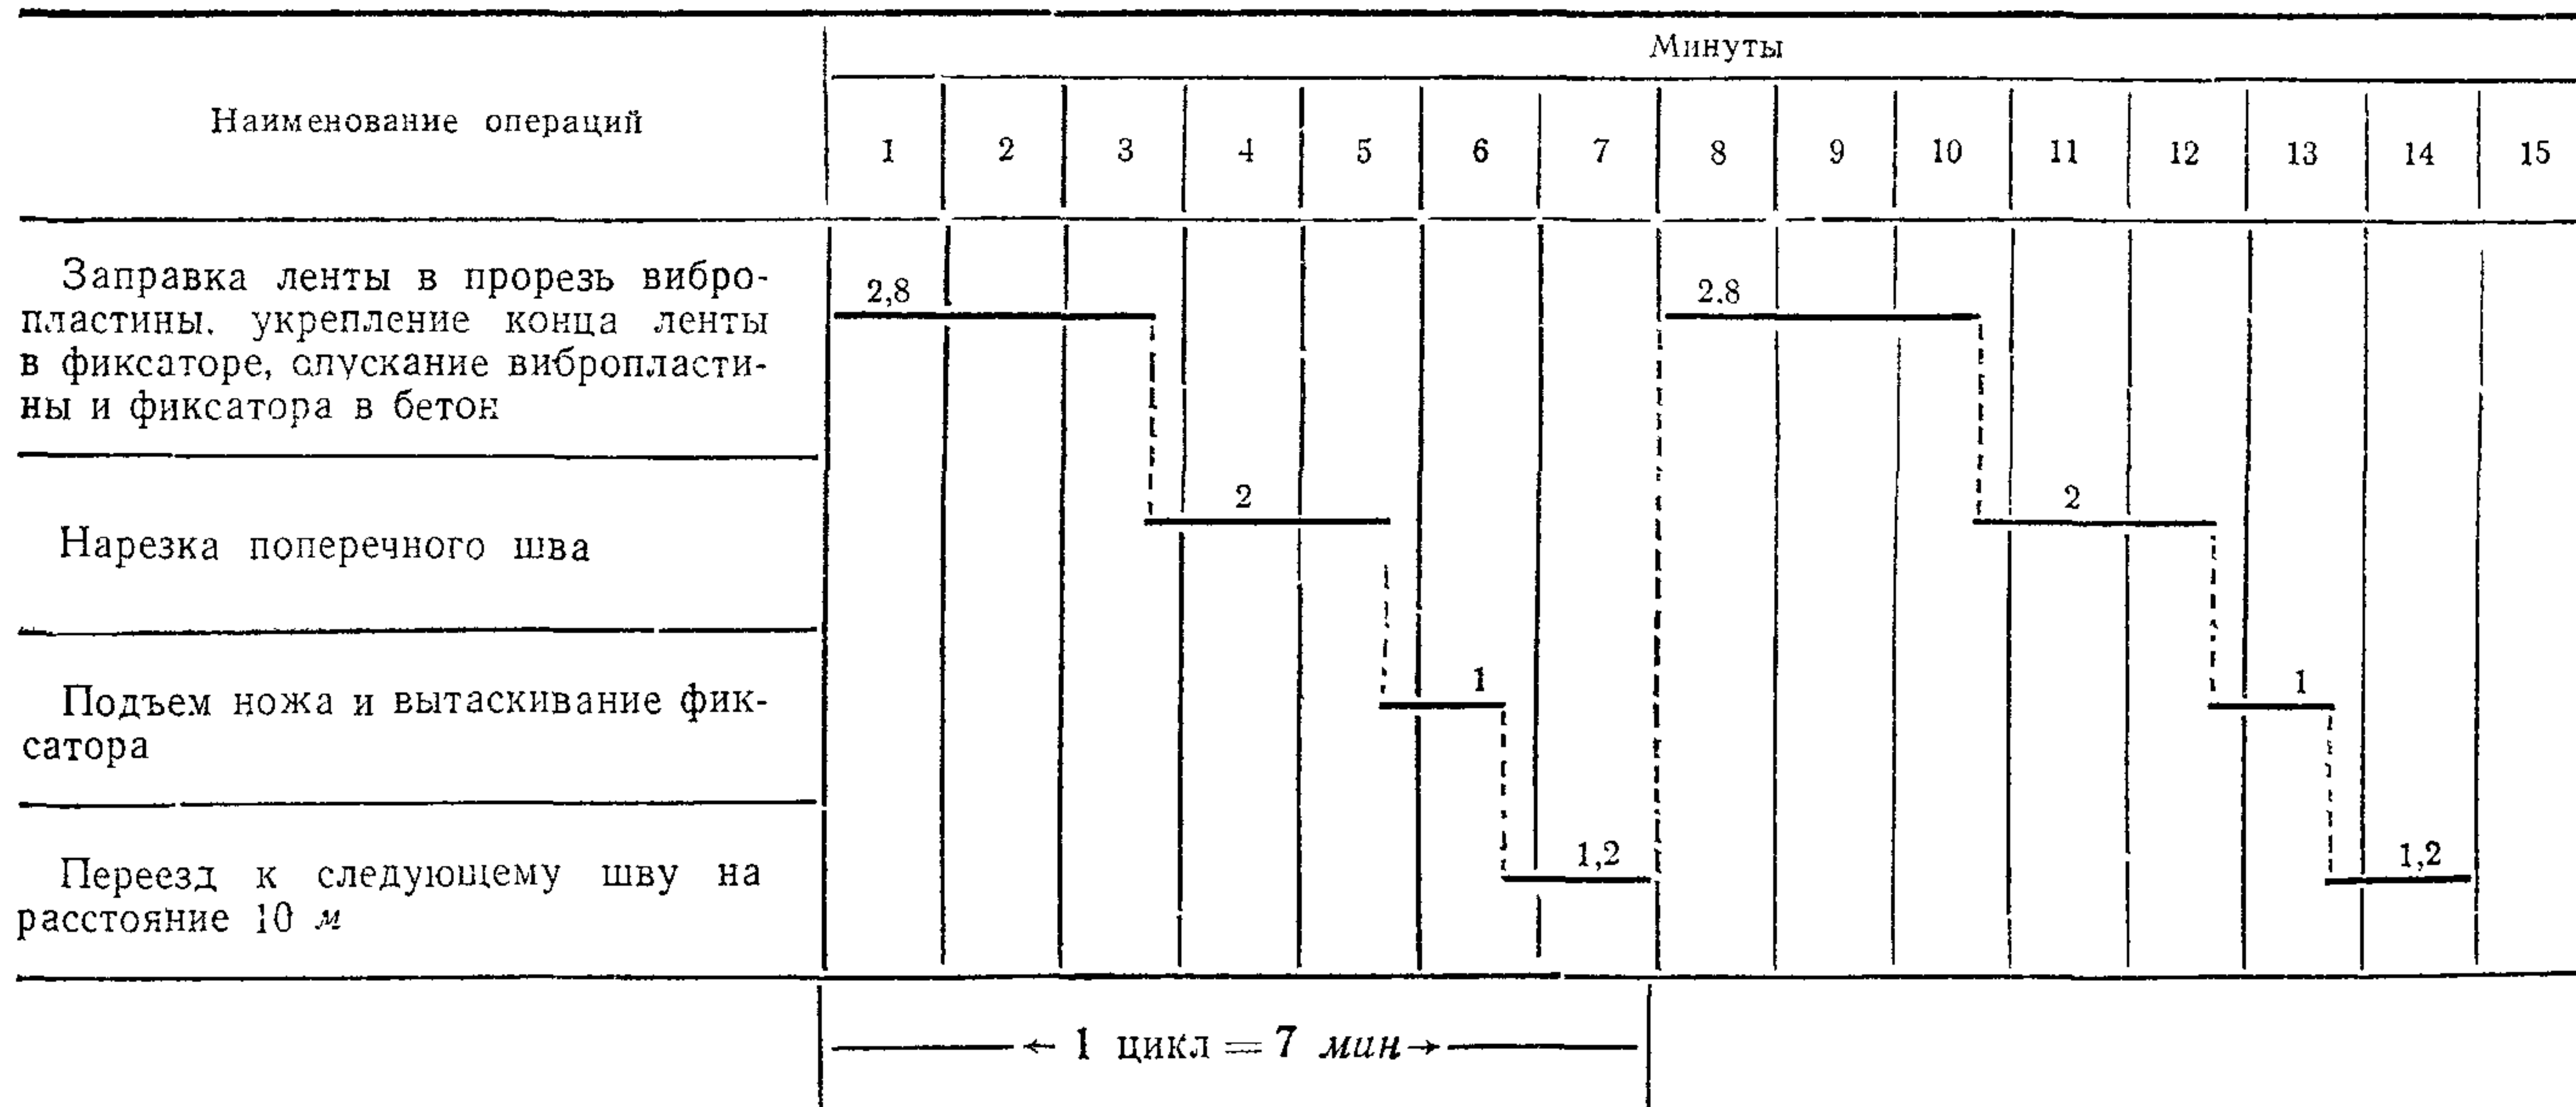 Минуты
Наименование операций
1 2 3 4 5 6 7 8 9 10 11 12 13 14 15
Заправка ленты в прорезь вибро-
пластины, укрепление конца ленты
в фиксаторе, опускание вибропласти-
ны и фиксатора в бетон
2,8 2.8
Нарезка поперечного шва
2 2
Подъем ножа и вытаскивание фик-
сатора
1 1
Переезд к следующему шву на
расстояние 10 м
1,2 1,2
← 1 цикл = 7 мин →